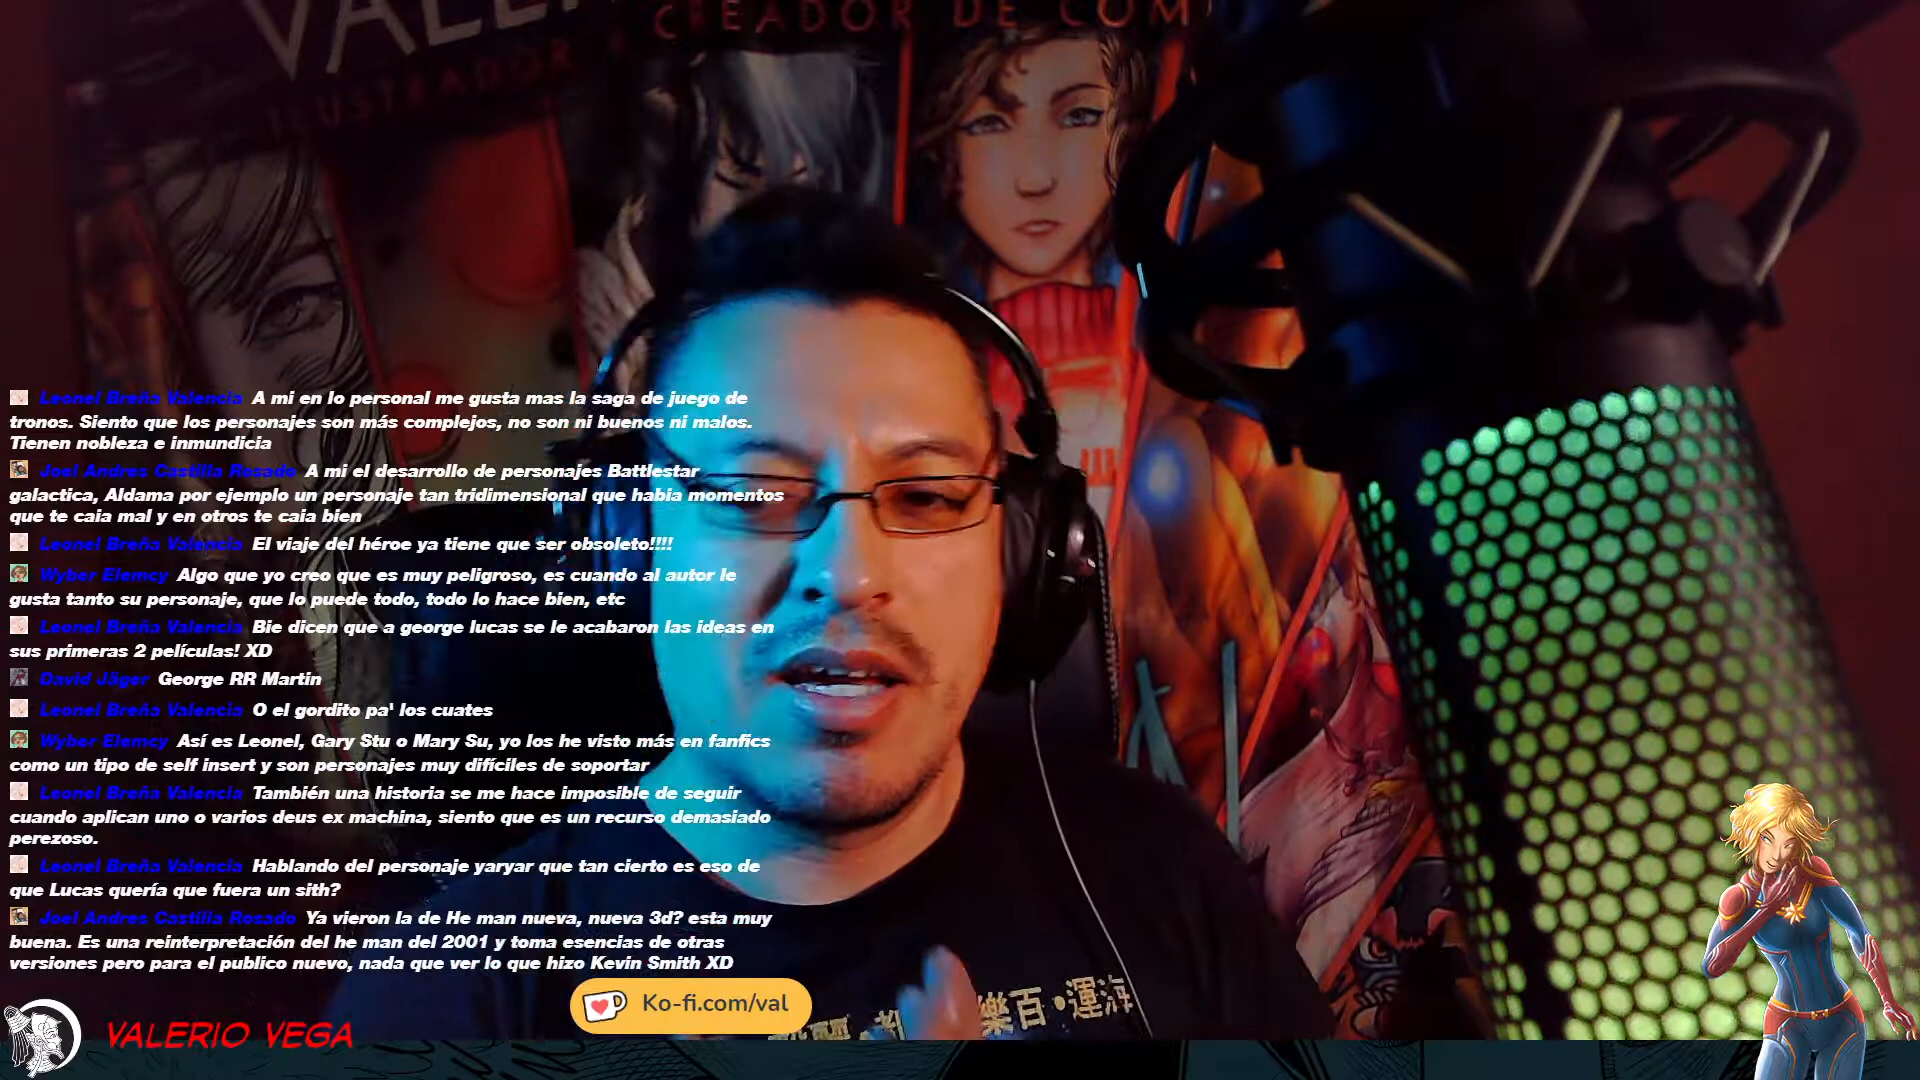 CREADOR DE COM
ILUSTRADOR
Leonel Breña Valencia A mi en lo personal me gusta mas la saga de juego de
tronos. Siento que los personajes son más complejos, no son ni buenos ni malos.
Tienen nobleza e inmundicia
Joel Andres Castilla Rosado A mi el desarrollo de personajes Battlestar
galactica, Aldama por ejemplo un personaje tan tridimensional que habia momentos
que te caia mal y en otros te caia bien
Leonel Breña Valencia El viaje del héroe ya tiene que ser obsoleto!!!!
Wyber Elemcy Algo que yo creo que es muy peligroso, es cuando al autor le
gusta tanto su personaje, que lo puede todo, todo lo hace bien, etc
Leonel Breña Valencia Bie dicen que a george lucas se le acabaron las ideas en
sus primeras 2 películas! XD
David Jäger George RR Martin
Leonel Breña Valencia O el gordito pa' los cuates
Wyber Elemcy Así es Leonel, Gary Stu o Mary Su, yo los he visto más en fanfics
como un tipo de self insert y son personajes muy difíciles de soportar
Leonel Breña Valencia También una historia se me hace imposible de seguir
cuando aplican uno o varios deus ex machina, siento que es un recurso demasiado
perezoso.
Leonel Breña Valencia Hablando del personaje yaryar que tan cierto es eso de
que Lucas quería que fuera un sith?
Joel Andres Castilla Rosado Ya vieron la de He man nueva, nueva 3d? esta muy
buena. Es una reinterpretación del he man del 2001 y toma esencias de otras
versiones pero para el publico nuevo, nada que ver lo que hizo Kevin Smith XD
Ko-fi.com/val
樂百•運海
VALERIO VEGA